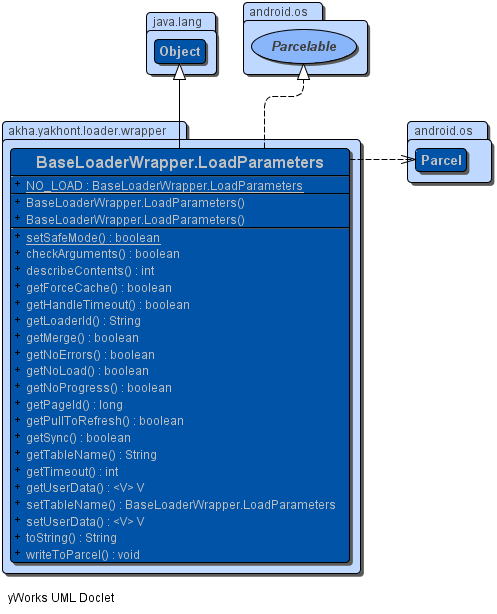 java.lang
Object
android.os
Parcelable
akha.yakhont.loader.wrapper
android.os
Parcel
BaseLoaderWrapper.LoadParameters
+ NO_LOAD : BaseLoaderWrapper.LoadParameters
+ BaseLoaderWrapper.LoadParameters()
+ BaseLoaderWrapper.LoadParameters()
+ setSafeMode() : boolean
+ checkArguments() : boolean
+ describeContents() : int
+ getForceCache() : boolean
+ getHandleTimeout() : boolean
+ getLoaderId() : String
+ getMerge() : boolean
+ getNoErrors() : boolean
+ getNoLoad() : boolean
+ getNoProgress() : boolean
+ getPageId() : long
+ getPullToRefresh() : boolean
+ getSync() : boolean
+ getTableName() : String
+ getTimeout() : int
+ getUserData() : <V> V
+ setTableName() : BaseLoaderWrapper.LoadParameters
+ setUserData() : <V> V
+ toString() : String
+ writeToParcel() : void
yWorks UML Doclet